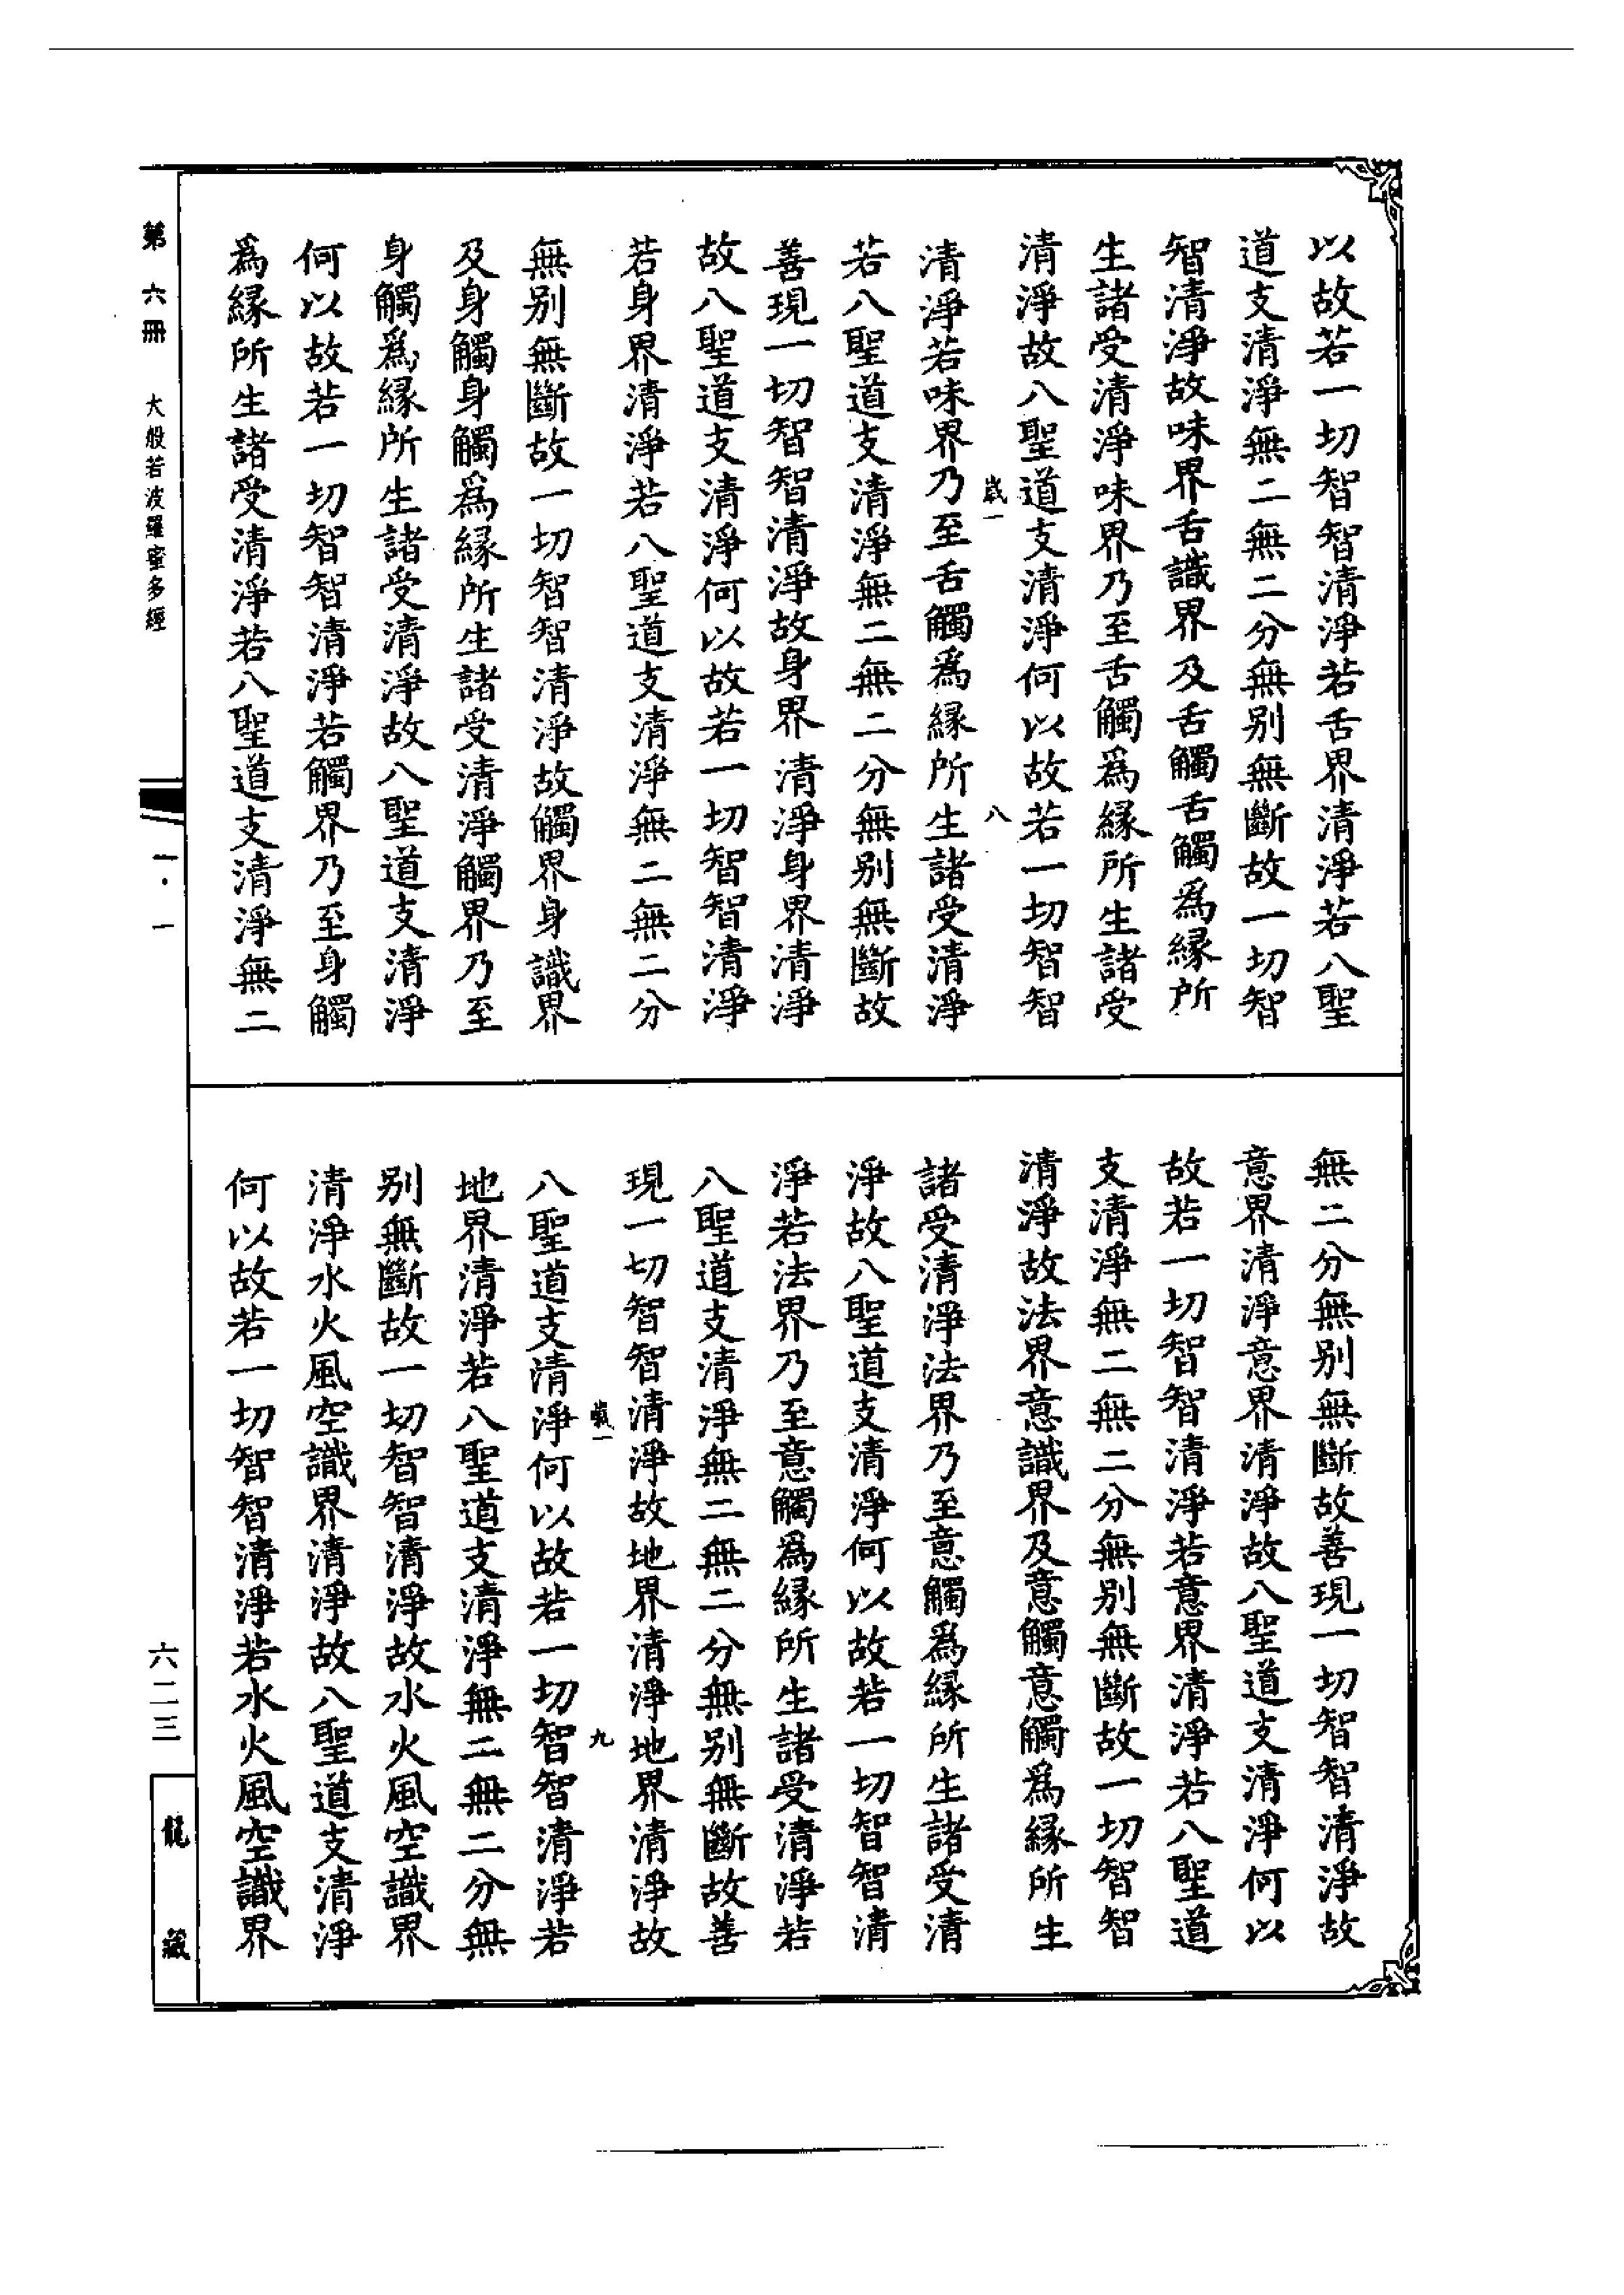 以故若一切智智清淨若舌界清淨若八聖
道支清淨無二無二分無别無斷故一切智
智清淨故味界舌識界及舌觸舌觸爲緣所
生諸受清淨味界乃至舌觸爲緣所生諸受
清淨故八聖道支清淨何以故若一切智智
歲一 八
清淨若味界乃至舌觸爲緣所生諸受清淨
若八聖道支清淨無二無二分無别無斷故
善現一切智智清淨故身界清淨身界清淨
故八聖道支清淨何以故若一切智智清淨
若身界清淨若八聖道支清淨無二無二分
無别無斷故一切智智清淨故觸界身識界
及身觸身觸爲緣所生諸受清淨觸界乃至
身觸爲緣所生諸受清淨故八聖道支清淨
何以故若一切智智清淨若觸界乃至身觸
爲緣所生諸受清淨若八聖道支清淨無二
無二分無别無斷故善現一切智智清淨故
意界清淨意界清淨故八聖道支清淨何以
故若一切智智清淨若意界清淨若八聖道
支清淨無二無二分無别無斷故一切智智
清淨故法界意識界及意觸意觸爲緣所生
諸受清淨法界乃至意觸爲緣所生諸受清
淨故八聖道支清淨何以故若一切智智清
淨若法界乃至意觸爲緣所生諸受清淨若
八聖道支清淨無二無二分無别無斷故善
現一切智智清淨故地界清淨地界清淨故
歲一 九
八聖道支清淨何以故若一切智智清淨若
地界清淨若八聖道支清淨無二無二分無
别無斷故一切智智清淨故水火風空識界
清淨水火風空識界清淨故八聖道支清淨
何以故若一切智智清淨若水火風空識界
第六冊 大般若波羅蜜多經
一·一
六二三
龍藏